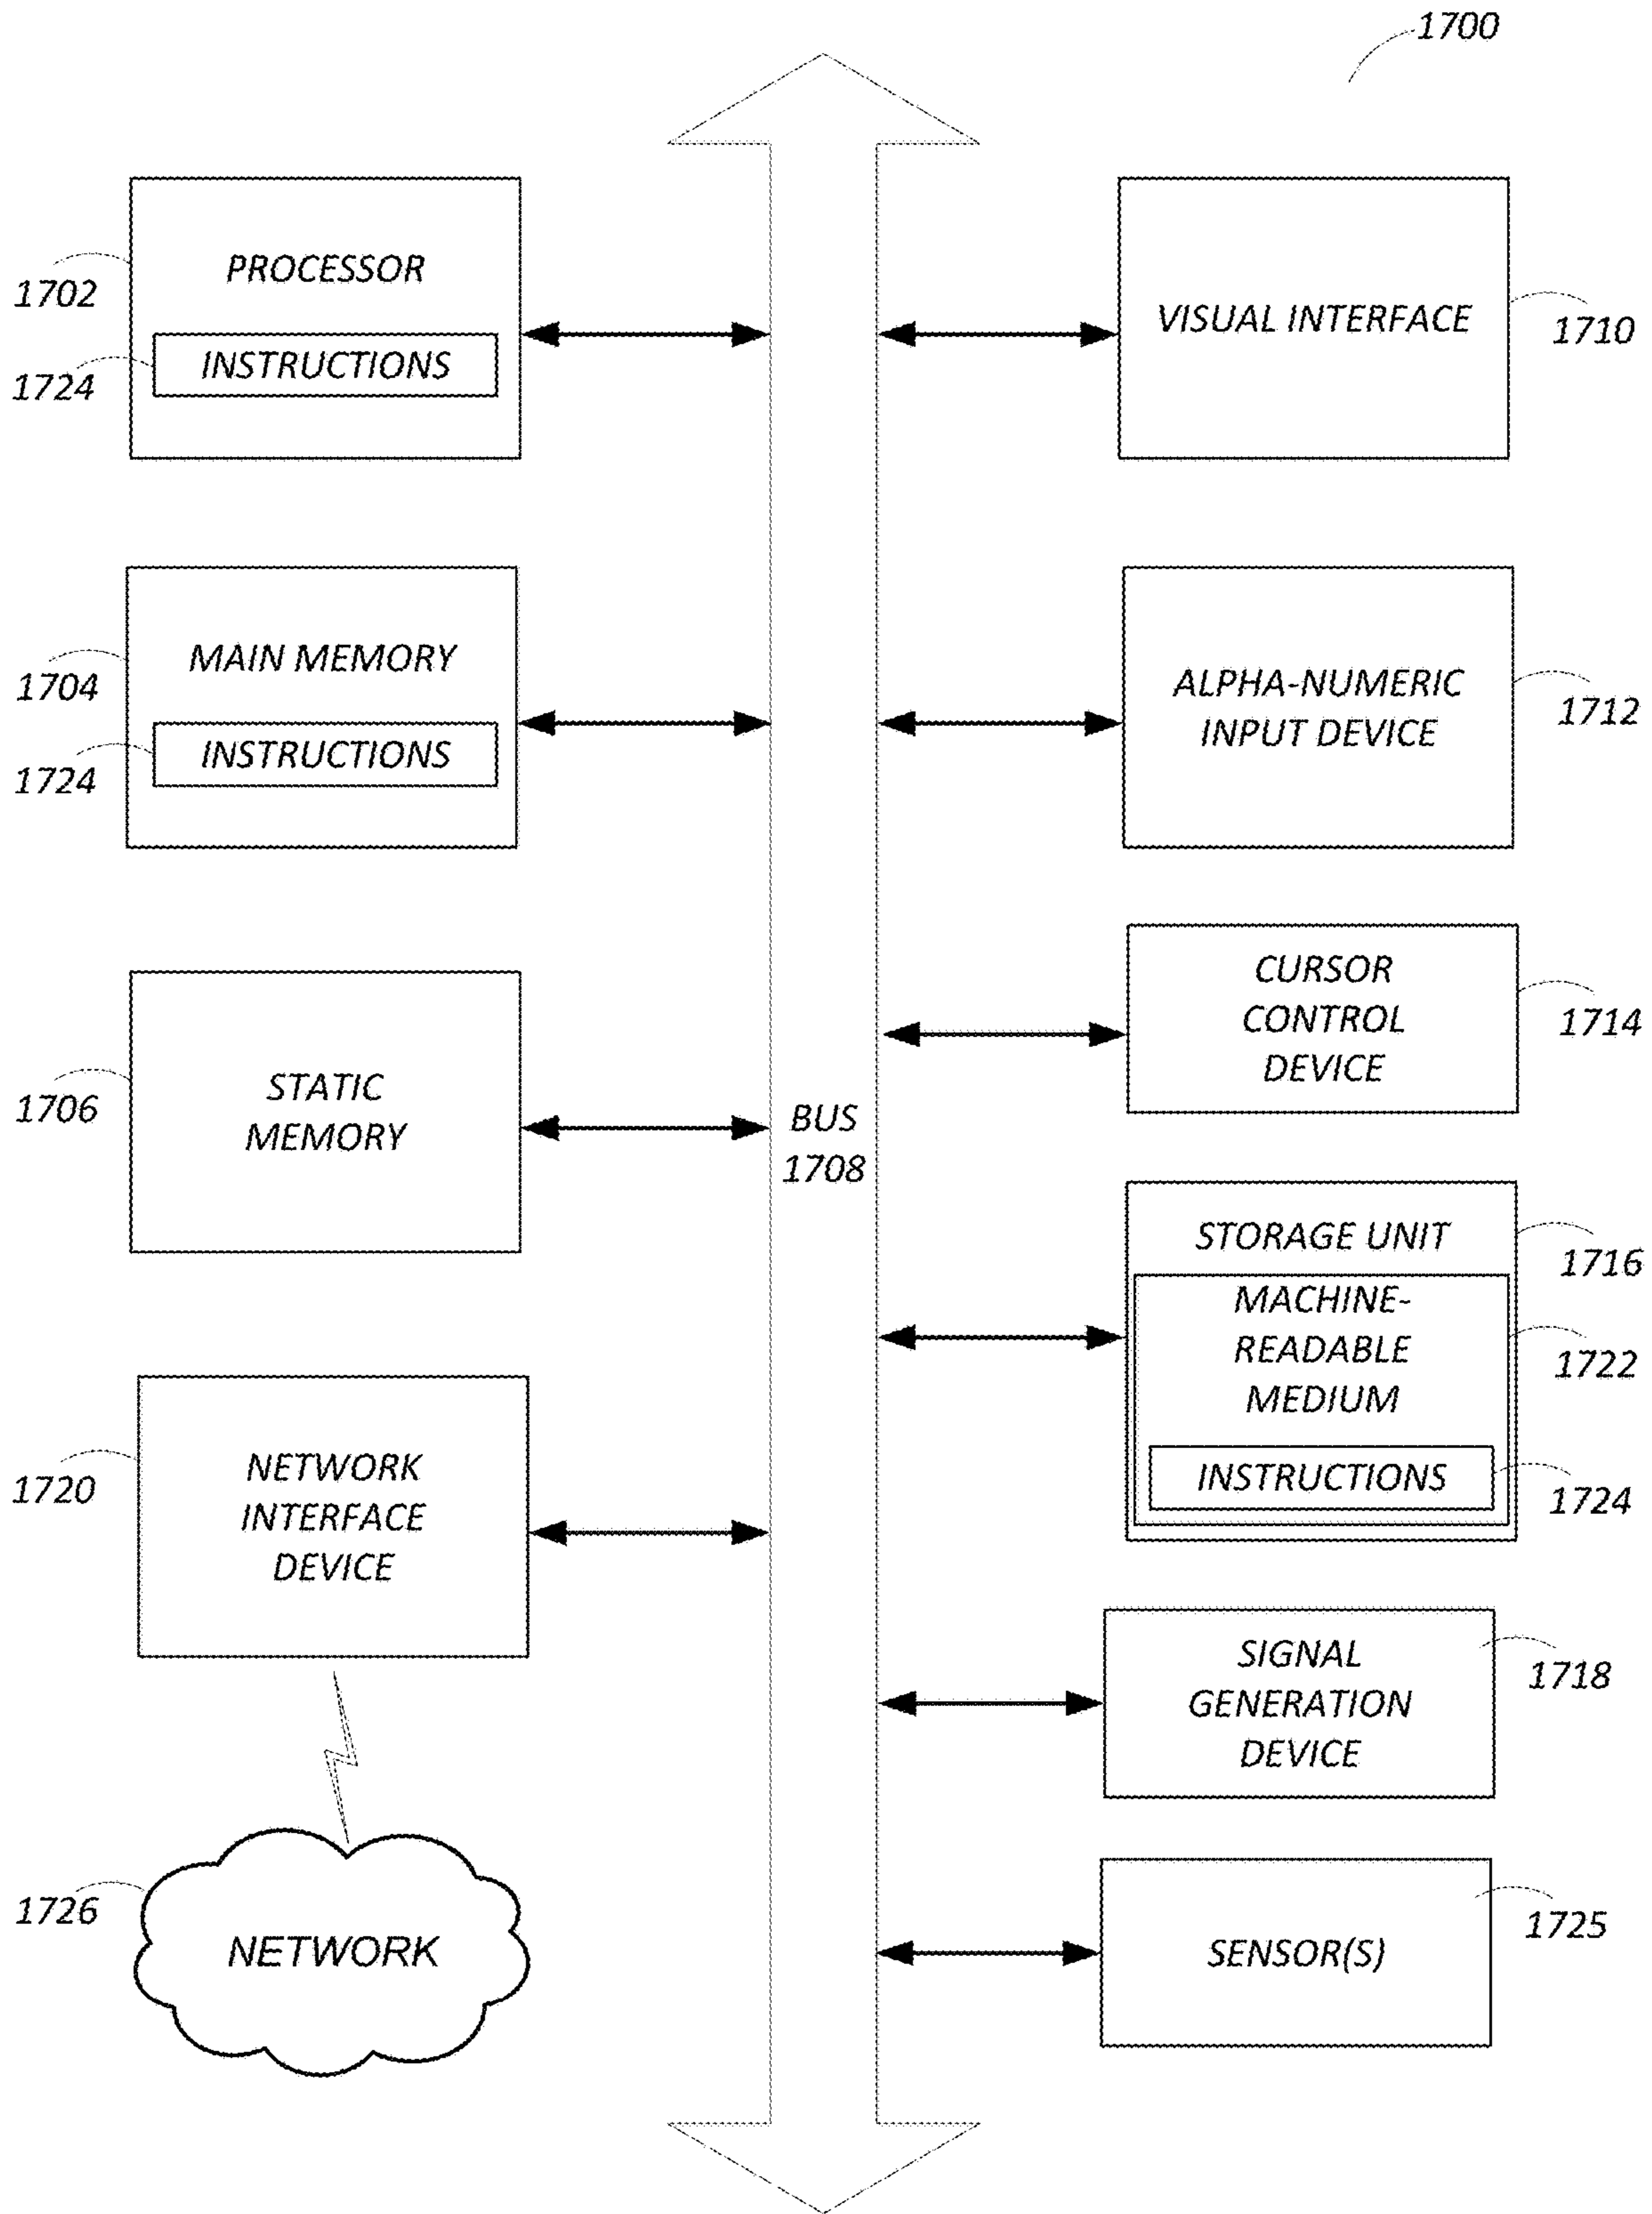 1700
PROCESSOR
1702
INSTRUCTIONS
1724
MAIN MEMORY
1704
INSTRUCTIONS
1724
STATIC
MEMORY
1706
NETWORK
INTERFACE
DEVICE
1720
NETWORK
1726
BUS
1708
VISUAL INTERFACE
1710
ALPHA-NUMERIC
INPUT DEVICE
1712
CURSOR
CONTROL
DEVICE
1714
STORAGE UNIT
1716
MACHINE-
READABLE
MEDIUM
1722
INSTRUCTIONS
1724
SIGNAL
GENERATION
DEVICE
1718
SENSOR(S)
1725